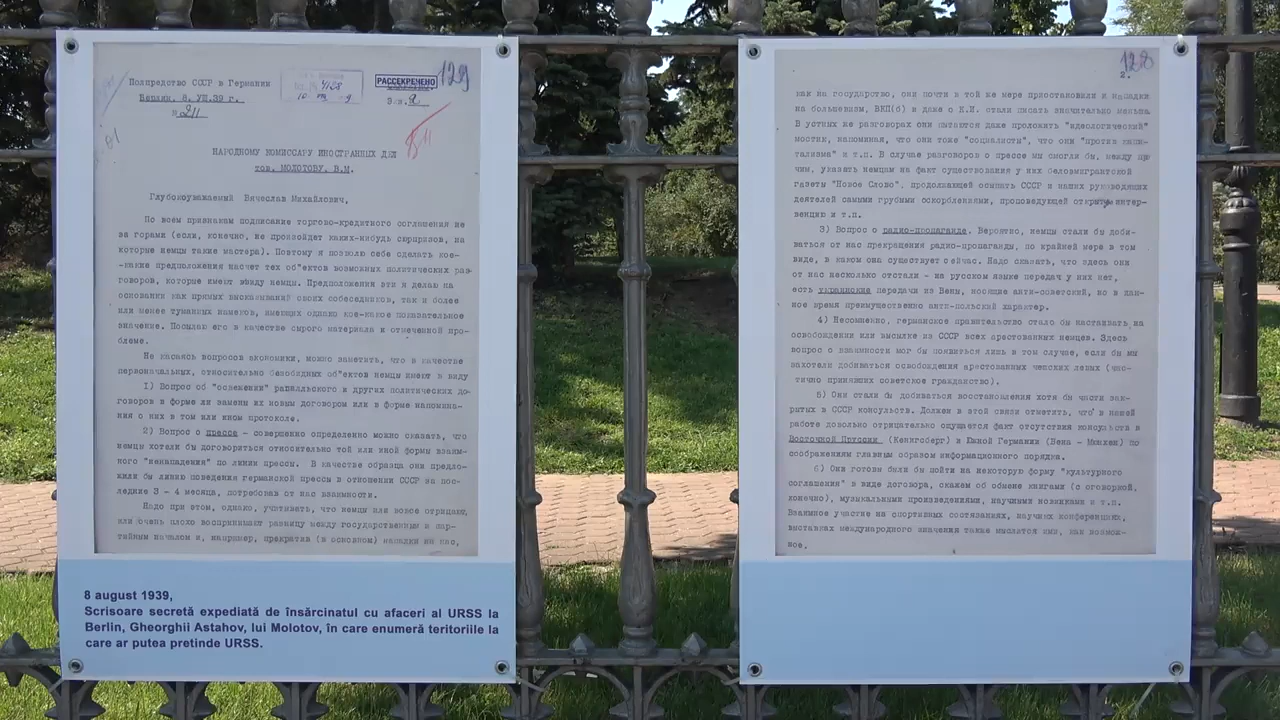 Полпредство СССР в Германии
Берлин, 8. УШ.39 г.
№ 211
4128
РАССЕКРЕЧЕНО
129
Экз. 2
НАРОДНОМУ КОМИССАРУ ИНОСТРАННЫХ ДЕЛ
тов. МОЛОТОВУ, В.М.
Глубокоуважаемый Вячеслав Михайлович,
По всем признакам подписание торгово-кредитного соглашения не
за горами (если, конечно, не произойдет каких-нибудь сюрпризов, на
которые немцы такие мастера). Поэтому я позволю себе сделать кое-
-какие предположения насчет тех об"ектов возможных политических раз-
говоров, которые имеют ввиду немцы. Предположения эти я делаю на
основании как прямых высказываний своих собеседников, так и более
или менее туманных намеков, имеющих однако кое-какое показательное
значение. Посылаю его в качестве сырого материала к отмеченной про-
блеме.
Не касаясь вопросов экономики, можно заметить, что в качестве
первоначальных, относительно безобидных об"ектов немцы имеют в виду
1) Вопрос об "освежении" рапалльского и других политических до-
говоров в форме ли замены их новым договором или в форме напомина-
ния о них в том или ином протоколе.
2) Вопрос о прессе - совершенно определенно можно сказать, что
немцы хотели бы договориться относительно той или иной формы взаим-
ного "ненападения" по линии прессы. В качестве образца они предло-
жили бы линию поведения германской прессы в отношении СССР за пос-
ледние 3 - 4 месяца, потребовав от нас взаимности.
Надо при этом, однако, учитывать, что немцы или вовсе отрицают,
или очень плохо воспринимают разницу между государственным и пар-
тийным началом и, например, прекратив (в основном) нападки на нас,
8 august 1939,
Scrisoare secretă expediată de însărcinatul cu afaceri al URSS la
Berlin, Gheorghii Astahov, lui Molotov, în care enumeră teritoriile la
care ar putea pretinde URSS.
128
2.
как на государство, они почти в той же мере приостановили и нападки
на большевизм, ВКП(б) и даже о К.И. стали писать значительно меньше.
В устных же разговорах они пытаются даже проложить "идеологический"
мостик, напоминая, что они тоже "социалисты", что они "против капи-
тализма" и т.п. В случае разговоров о прессе мы смогли бы, между про
чим, указать немцам на факт существования у них белоэмигрантской
газеты "Новое Слово", продолжающей осыпать СССР и наших руководящих
деятелей самыми грубыми оскорблениями, проповедующей открытую интер-
венцию и т.п.
3) Вопрос о радио-пропаганде. Вероятно, немцы стали бы доби-
ваться от нас прекращения радио-пропаганды, по крайней мере в том
виде, в каком она существует сейчас. Надо сказать, что здесь они
от нас несколько отстали - на русском языке передач у них нет,
есть украинские передачи из Вены, носящие анти-советский, но в дан-
ное время преимущественно анти-польский характер.
4) Несомненно, германское правительство стало бы настаивать на
освобождении или высылке из СССР всех арестованных немцев. Здесь
вопрос о взаимности мог бы появиться лишь в том случае, если бы мы
захотели добиваться освобождения арестованных чешских левых (час-
тично принявших советское гражданство).
5) Они стали бы добиваться восстановления хотя бы части зак-
рытых в СССР консульств. Должен в этой связи отметить, что в нашей
работе довольно отрицательно ощущается факт отсутствия консульств в
Восточной Пруссии (Кенигсберг) и Южной Германии (Вена - Мюнхен) по
соображениям главным образом информационного порядка.
6) Они готовы были бы пойти на некоторую форму "культурного
соглашения" в виде договора, скажем об обмене книгами (с оговоркой,
конечно), музыкальными произведениями, научными новинками и т.п.
Взаимное участие на спортивных состязаниях, научных конференциях,
выставках международного значения также мыслится ими, как возмож-
ное.